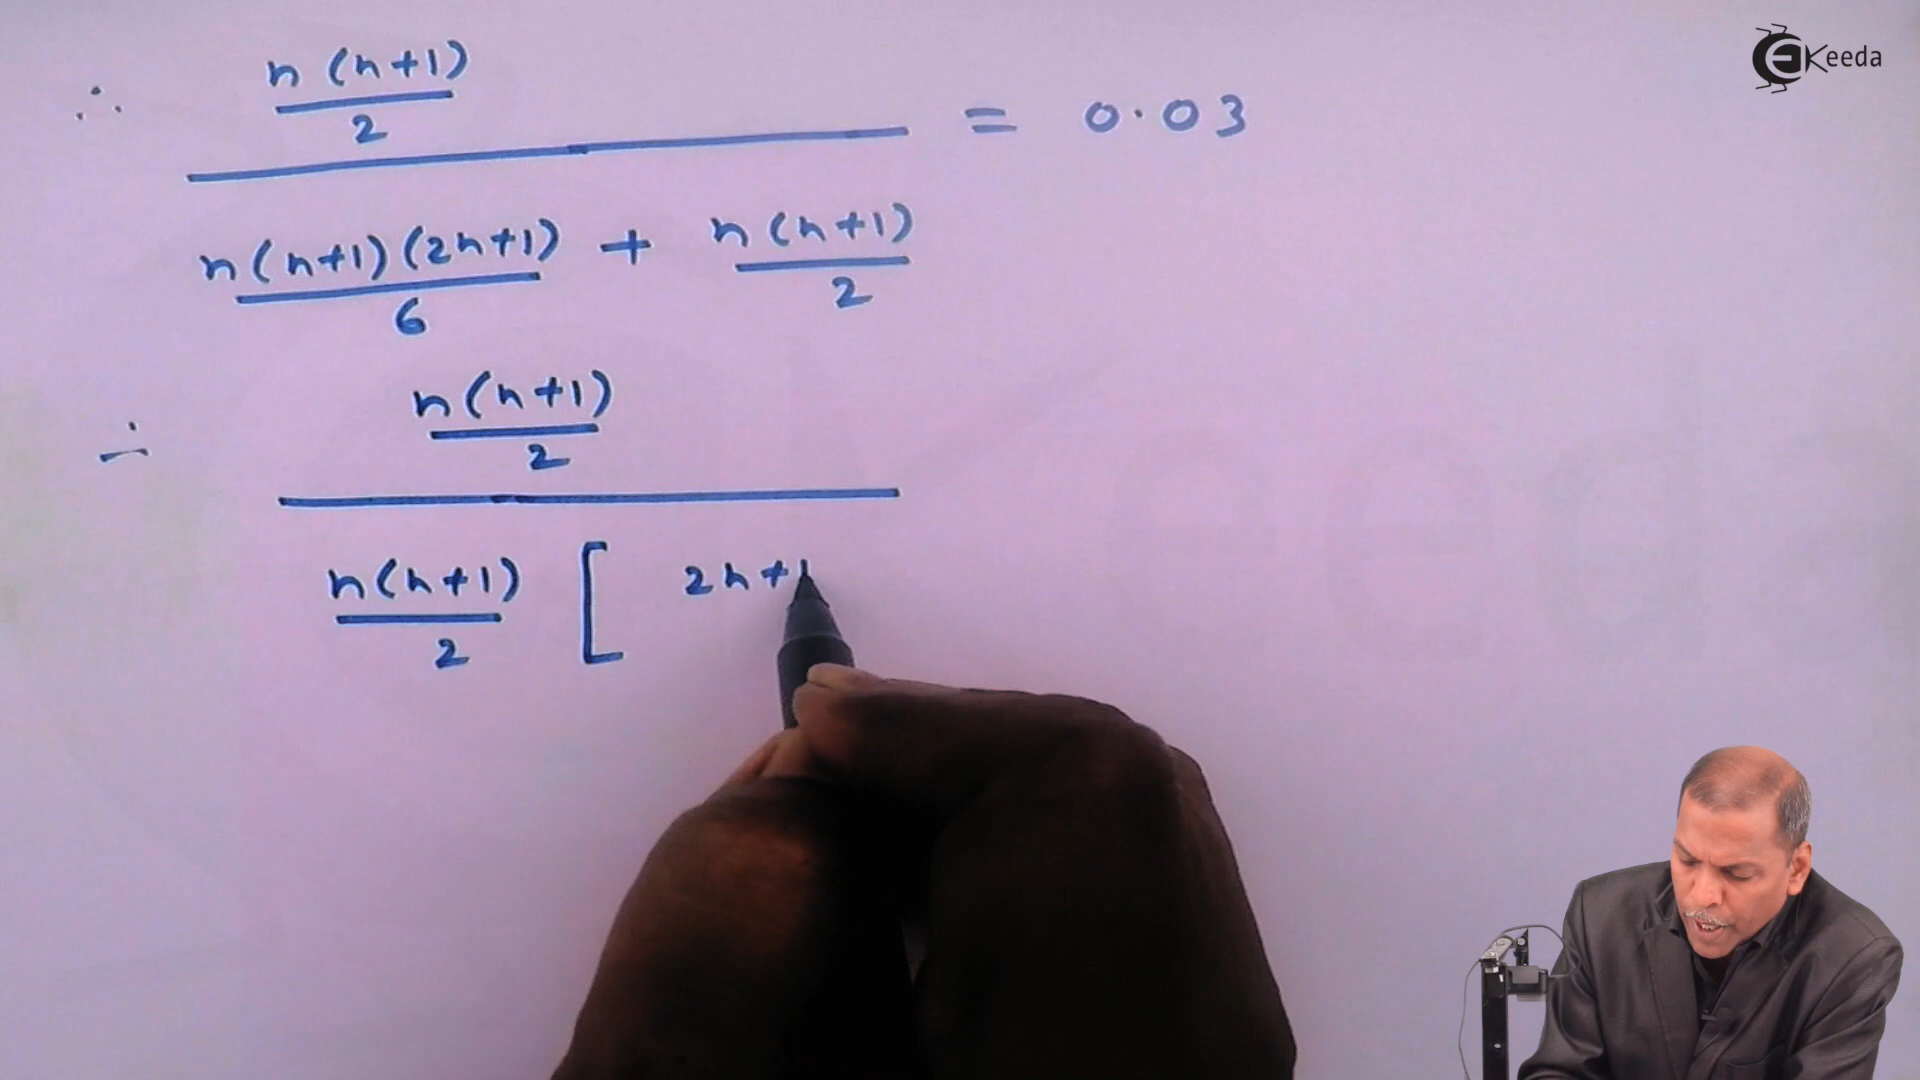 Keeda
∴ n(n+1)
2
= 0.03
n(n+1)(2n+1) + n(n+1)
6 2
∴ n(n+1)
2
n(n+1) [ 2n+1
2